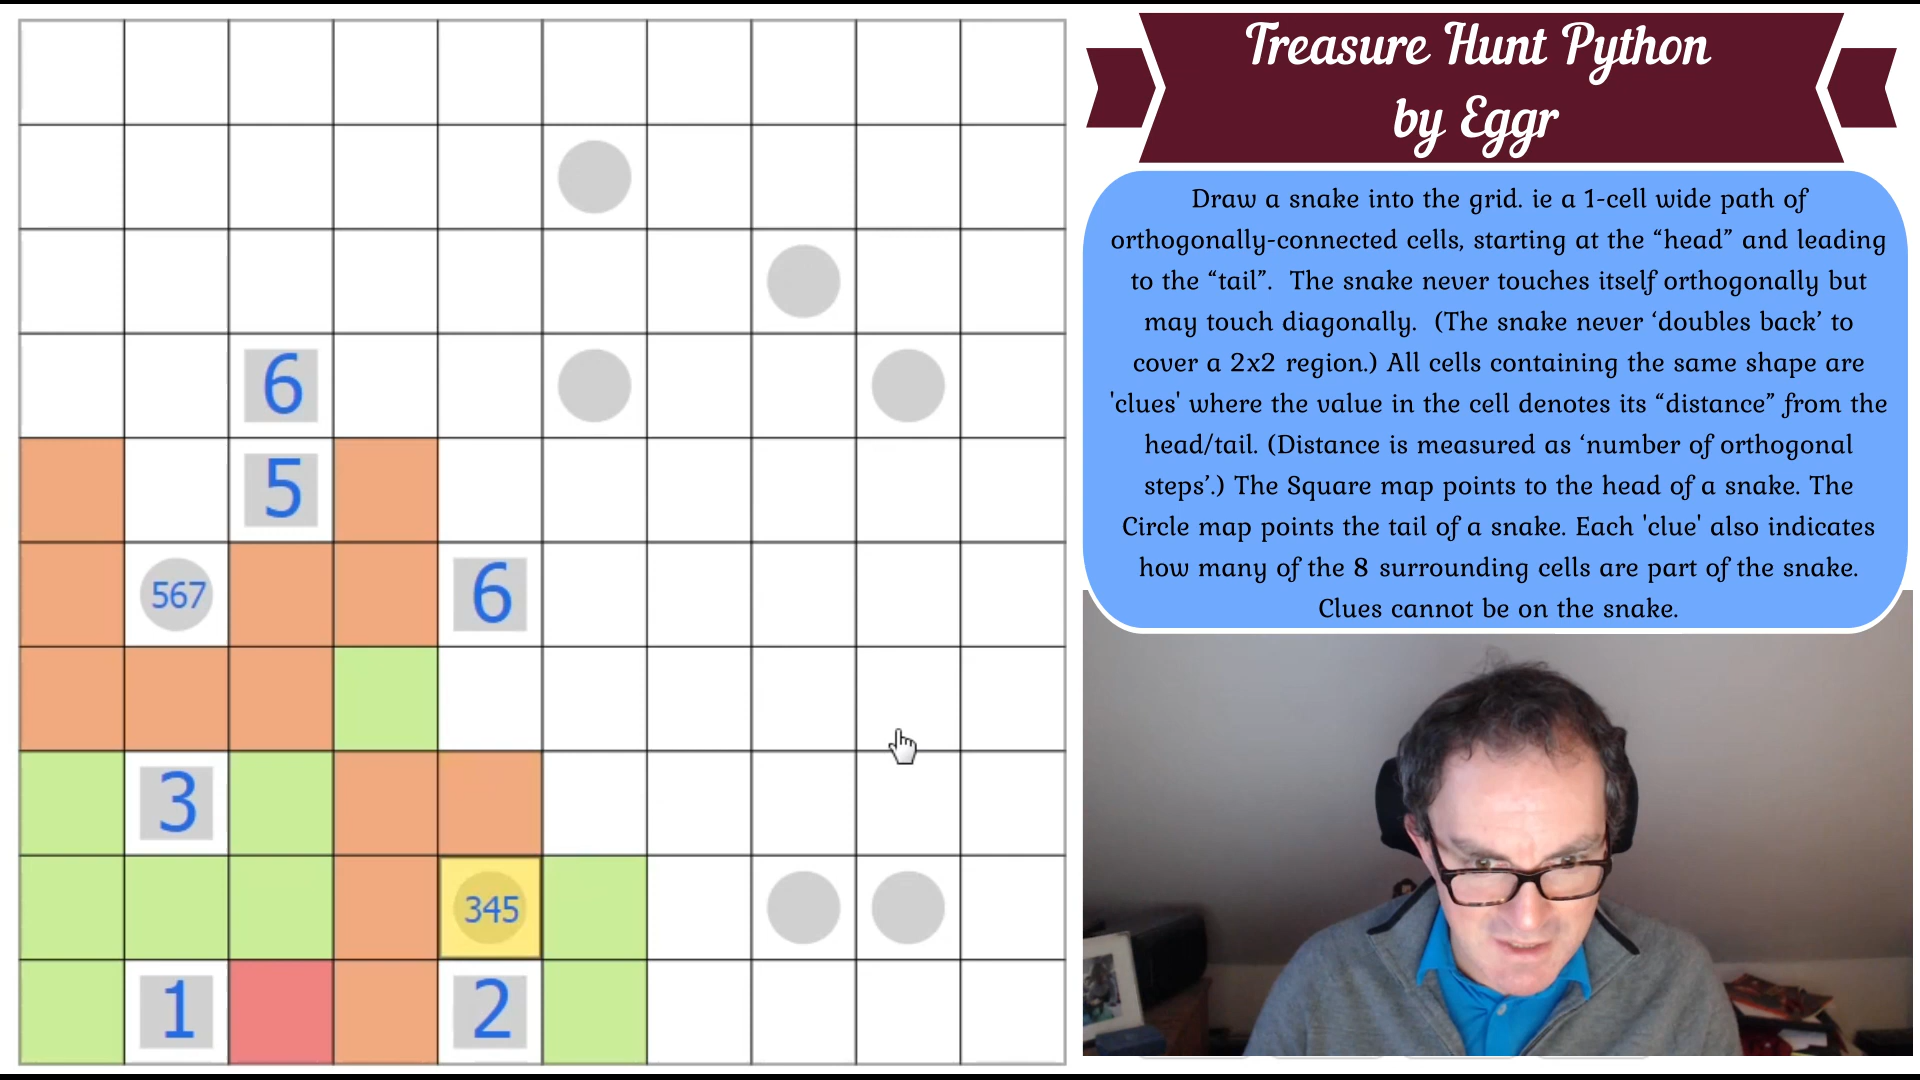 Treasure Hunt Python
by Eggr
Draw a snake into the grid. ie a 1-cell wide path of
orthogonally-connected cells, starting at the “head” and leading
to the “tail”.  The snake never touches itself orthogonally but
may touch diagonally.  (The snake never ‘doubles back’ to
cover a 2x2 region.) All cells containing the same shape are
'clues' where the value in the cell denotes its “distance” from the
head/tail. (Distance is measured as ‘number of orthogonal
steps’.) The Square map points to the head of a snake. The
Circle map points the tail of a snake. Each 'clue' also indicates
how many of the 8 surrounding cells are part of the snake.
Clues cannot be on the snake.
6
5
567
6
3
345
1
2